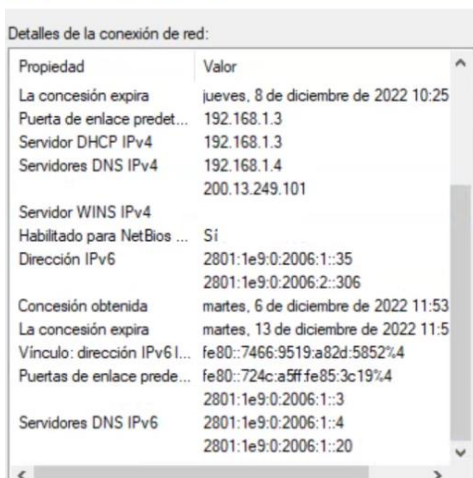 Detalles de la conexión de red:
Propiedad Valor
La concesión expira jueves, 8 de diciembre de 2022 10:25
Puerta de enlace predet... 192.168.1.3
Servidor DHCP IPv4 192.168.1.3
Servidores DNS IPv4 192.168.1.4
200.13.249.101
Servidor WINS IPv4
Habilitado para NetBios ... Sí
Dirección IPv6 2801:1e9:0:2006:1::35
2801:1e9:0:2006:2::306
Concesión obtenida martes, 6 de diciembre de 2022 11:53
La concesión expira martes, 13 de diciembre de 2022 11:5
Vínculo: dirección IPv6 l... fe80::7466:9519:a82d:5852%4
Puertas de enlace prede... fe80::724c:a5ff:fe85:3c19%4
2801:1e9:0:2006:1::3
Servidores DNS IPv6 2801:1e9:0:2006:1::4
2801:1e9:0:2006:1::20